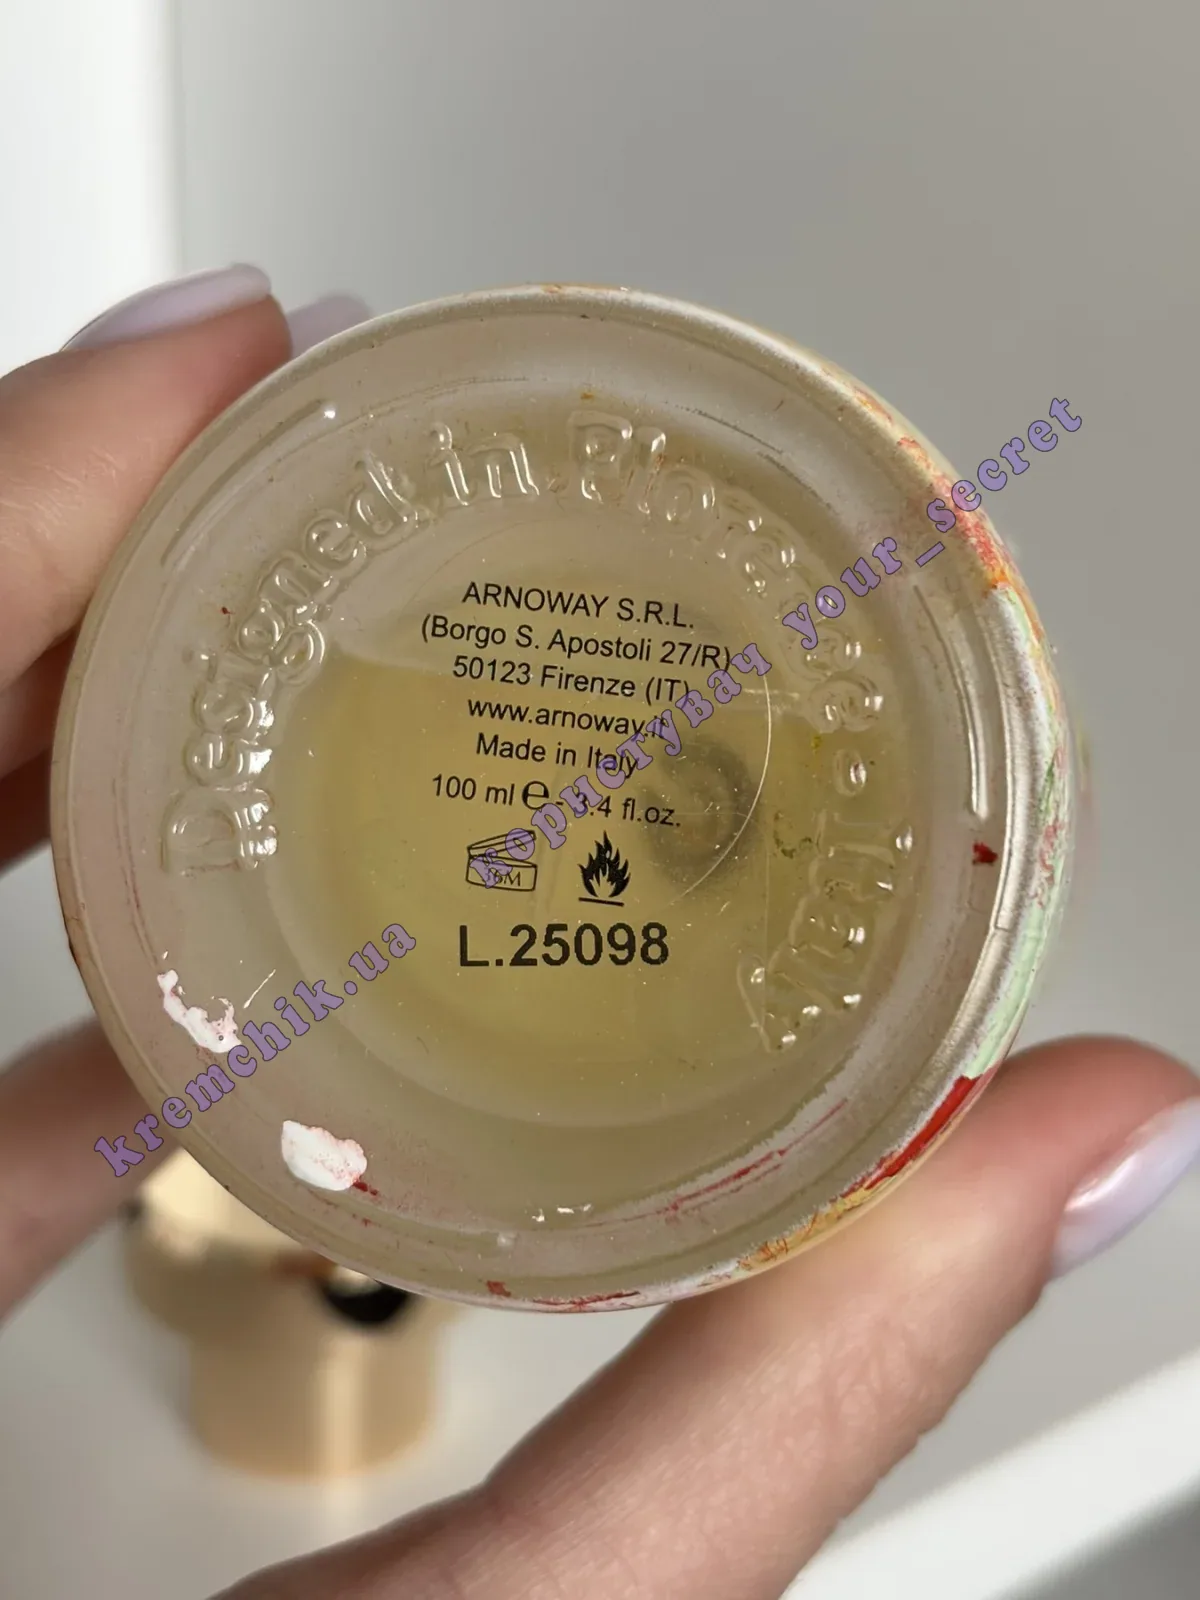 Designed in Florence - Italy
ARNOWAY S.R.L.
(Borgo S. Apostoli 27/R)
50123 Firenze (IT)
www.arnoway.it
Made in Italy
100 ml ℮ - 3.4 fl.oz.
L.25098
kremchik.ua користувач your_secret